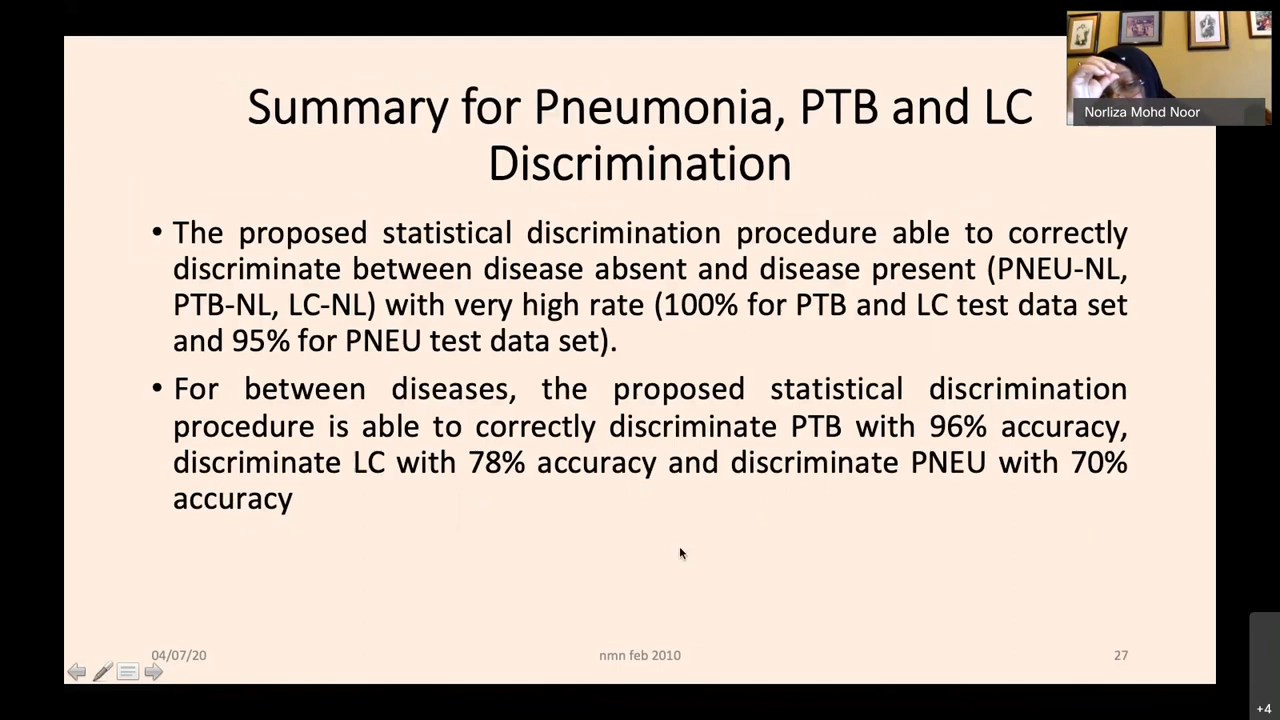 Norliza Mohd Noor
Summary for Pneumonia, PTB and LC
Discrimination
• The proposed statistical discrimination procedure able to correctly
discriminate between disease absent and disease present (PNEU-NL,
PTB-NL, LC-NL) with very high rate (100% for PTB and LC test data set
and 95% for PNEU test data set).
• For between diseases, the proposed statistical discrimination
procedure is able to correctly discriminate PTB with 96% accuracy,
discriminate LC with 78% accuracy and discriminate PNEU with 70%
accuracy
04/07/20
nmn feb 2010
27
+4